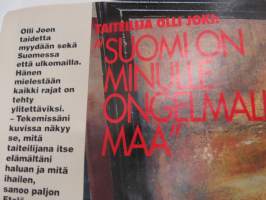 Olli Joen
taidetta
myydään sekä
Suomessa
että ulkomailla.
Hänen
mielestään
kaikki rajat on
tehty
ylitettäviksi.
– Tekemissäni
kuvissa näkyy
se, mitä
taiteilijana itse
elämältäni
haluan ja mitä
ihailen,
sanoo paljon
TAITEILIJA OLLI JOKI:
"SUOMI ON
MINULLE
ONGELMALL
MAA"